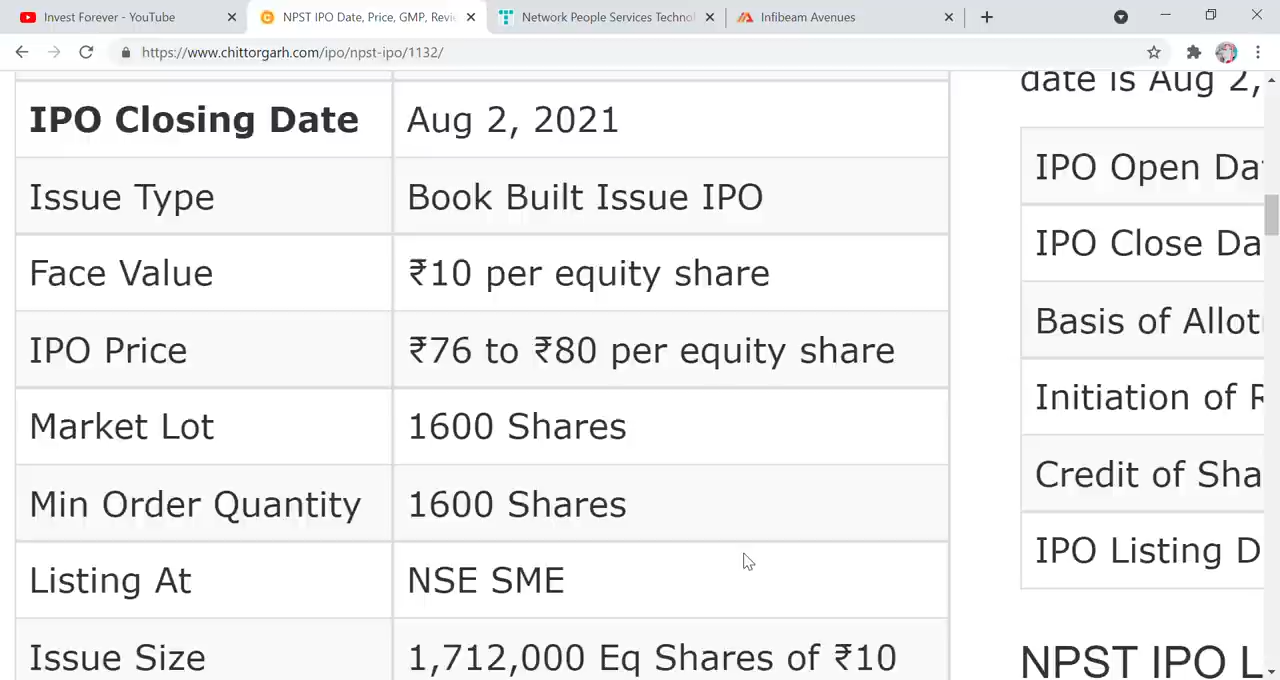 Invest Forever - YouTube
NPST IPO Date, Price, GMP, Revi
Network People Services Technol
Infibeam Avenues
https://www.chittorgarh.com/ipo/npst-ipo/1132/
date is Aug 2,
IPO Closing Date Aug 2, 2021
Issue Type Book Built Issue IPO
Face Value ₹10 per equity share
IPO Price ₹76 to ₹80 per equity share
Market Lot 1600 Shares
Min Order Quantity 1600 Shares
Listing At NSE SME
Issue Size 1,712,000 Eq Shares of ₹10
IPO Open Da
IPO Close Da
Basis of Allot
Initiation of R
Credit of Sha
IPO Listing D
NPST IPO L